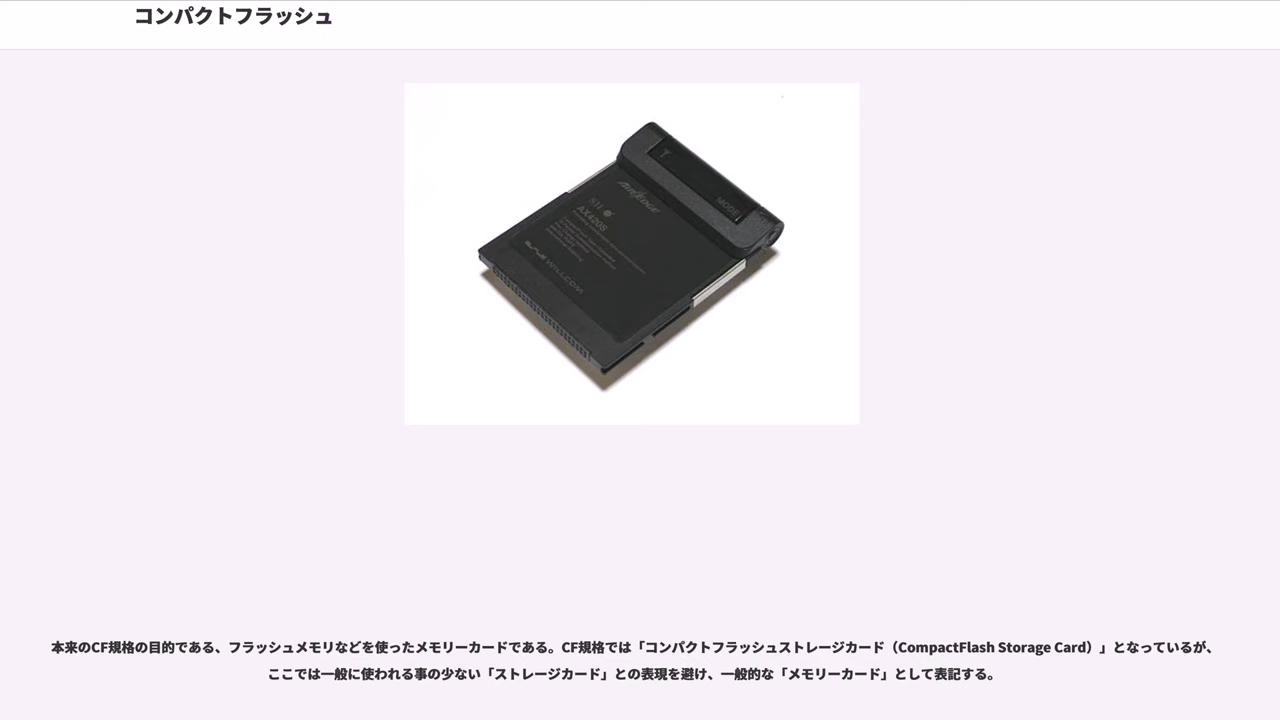 コンパクトフラッシュ
AIR EDGE
SII
AX420S
WILLCOM
MODE
本来のCF規格の目的である、フラッシュメモリなどを使ったメモリーカードである。CF規格では「コンパクトフラッシュストレージカード（CompactFlash Storage Card）」となっているが、
ここでは一般に使われる事の少ない「ストレージカード」との表現を避け、一般的な「メモリーカード」として表記する。